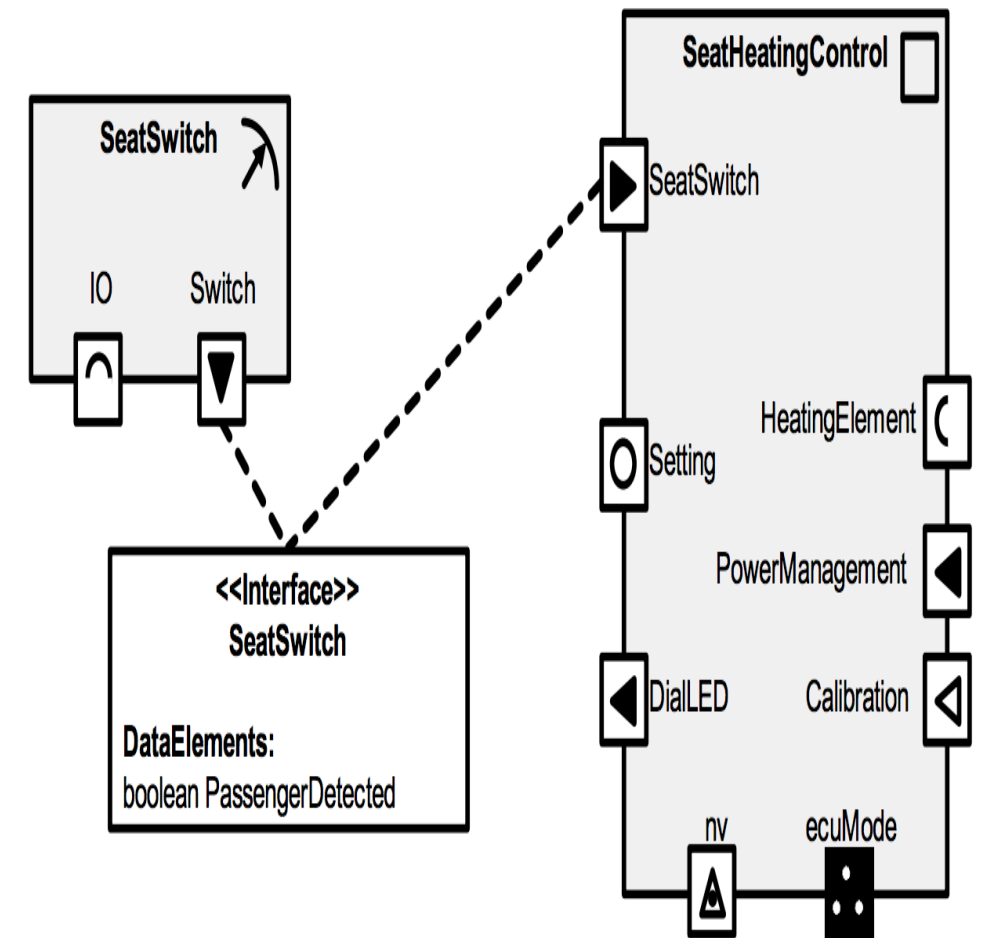 SeatHeatingControl
SeatSwitch
SeatSwitch
IO
Switch
HeatingElement
Setting
PowerManagement
<<Interface>>
SeatSwitch
DialLED
Calibration
DataElements:
boolean PassengerDetected
nv
ecuMode